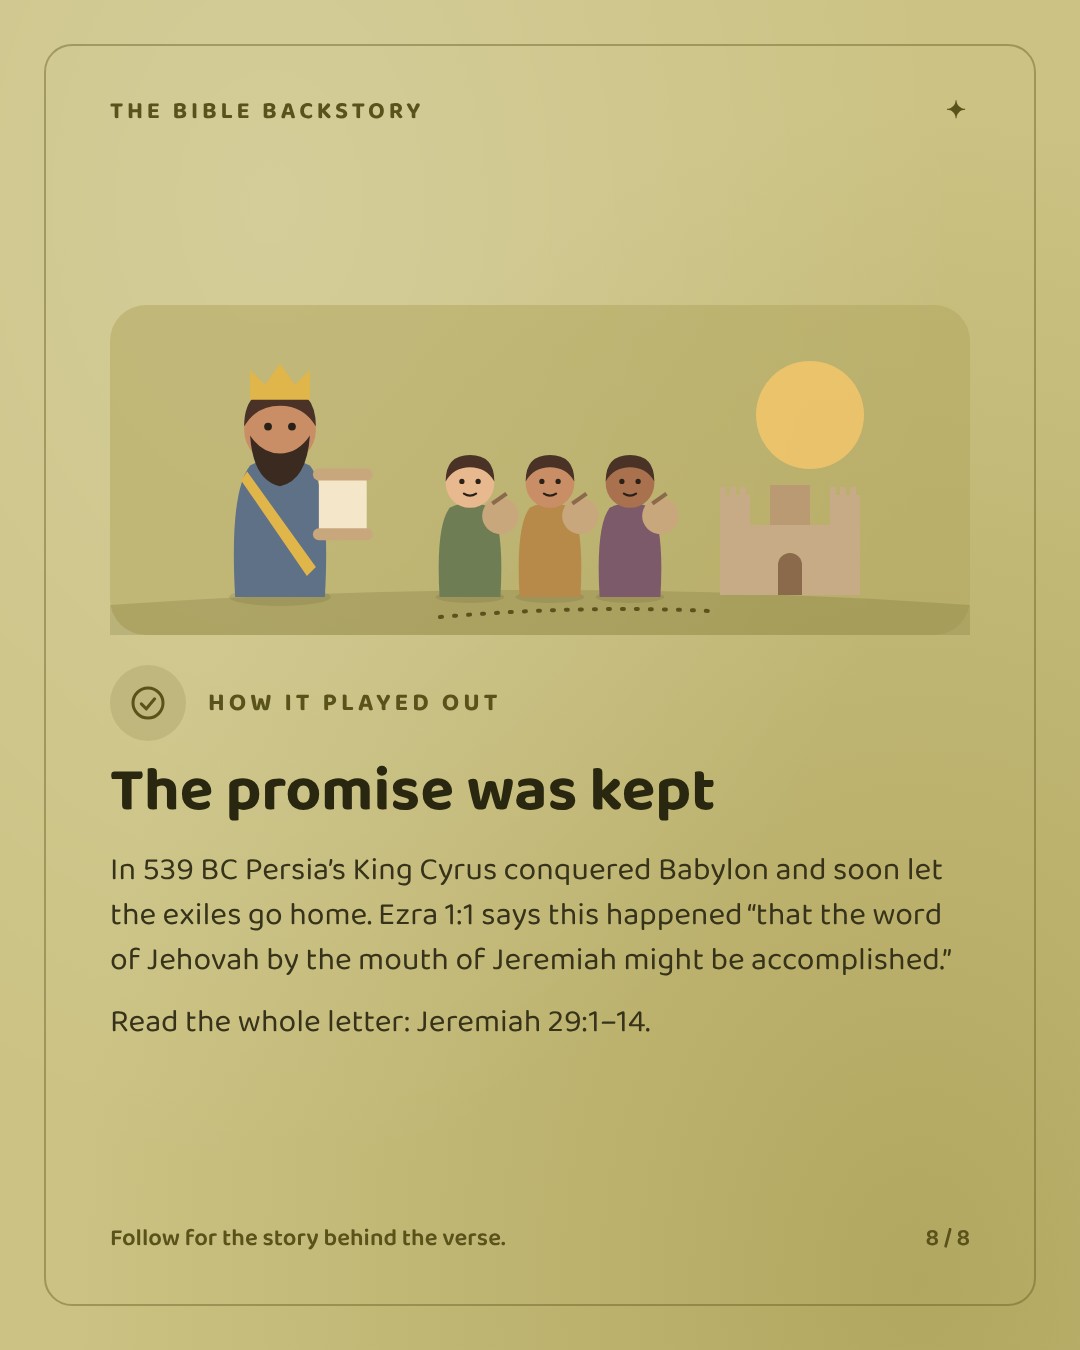 THE BIBLE BACKSTORY
HOW IT PLAYED OUT
The promise was kept
In 539 BC Persia’s King Cyrus conquered Babylon and soon let
the exiles go home. Ezra 1:1 says this happened “that the word
of Jehovah by the mouth of Jeremiah might be accomplished.”
Read the whole letter: Jeremiah 29:1–14.
Follow for the story behind the verse.
8 / 8